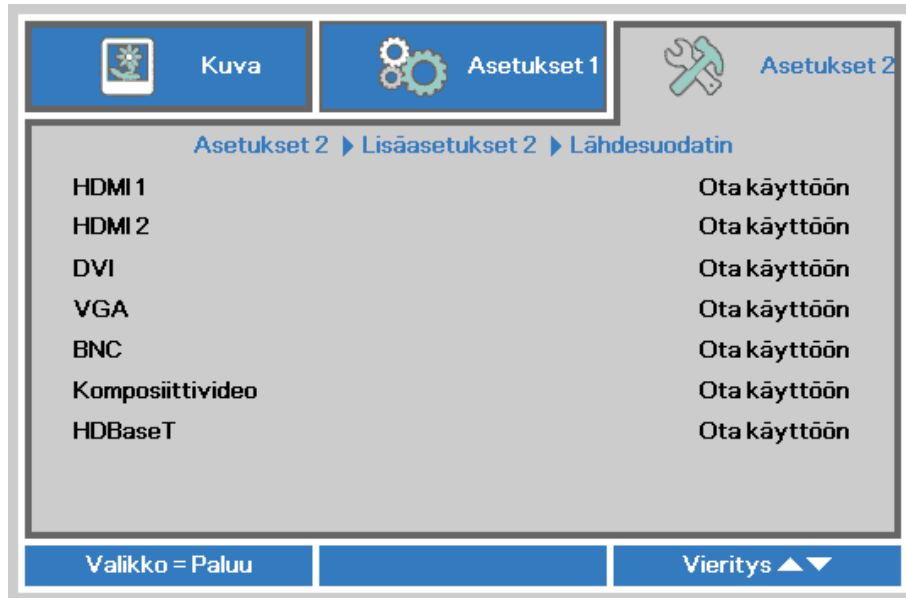 Kuva
Asetukset 1
Asetukset 2
Asetukset 2 ▶ Lisäasetukset 2 ▶ Lähdesuodatin
HDMI 1 Ota käyttöön
HDMI 2 Ota käyttöön
DVI Ota käyttöön
VGA Ota käyttöön
BNC Ota käyttöön
Komposiittivideo Ota käyttöön
HDBaseT Ota käyttöön
Valikko = Paluu
Vieritys ▲▼